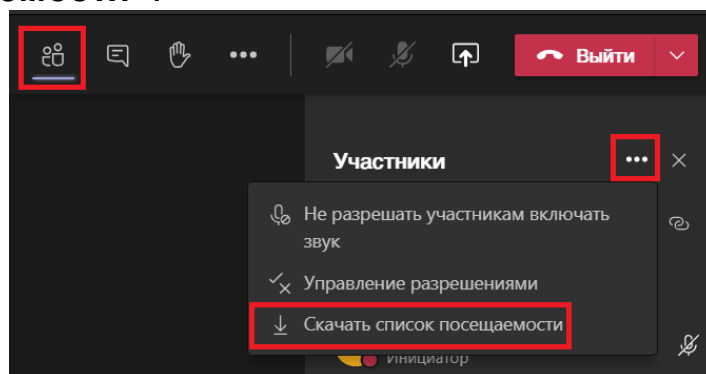 Выйти
Участники
Не разрешать участникам включать
звук
Управление разрешениями
Скачать список посещаемости
Инициатор